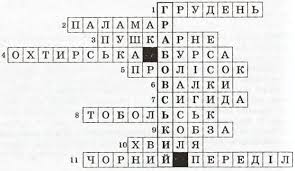 1 ГРУДЕНЬ
2 ПАЛАМАР
3 ПУШКАРНЕ
4 ОХТИРСЬКА БУРСА
5 ПРОЛІСОК
6 ВАЛКИ
7 СИГИДА
8 ТОБОЛЬСЬК
9 КОБЗА
10 ХВИЛЯ
11 ЧОРНИЙ ПЕРЕДІЛ